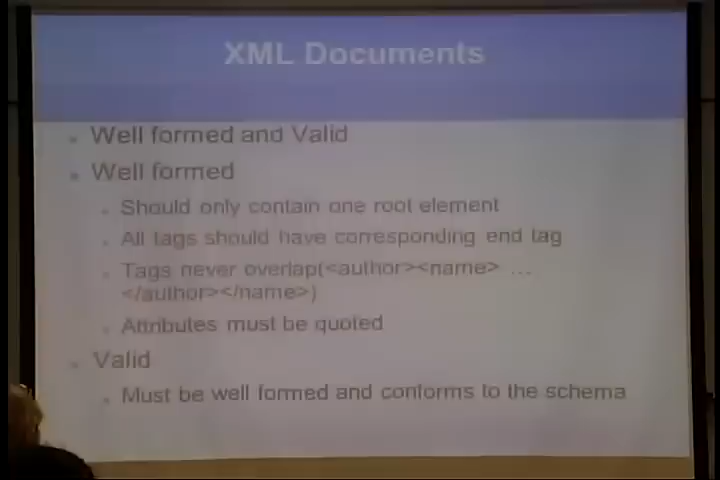 XML Documents
Well formed and Valid
Well formed
Should only contain one root element
All tags should have corresponding end tag
Tags never overlap(<author><name> ...
</author></name>)
Attributes must be quoted
Valid
Must be well formed and conforms to the schema